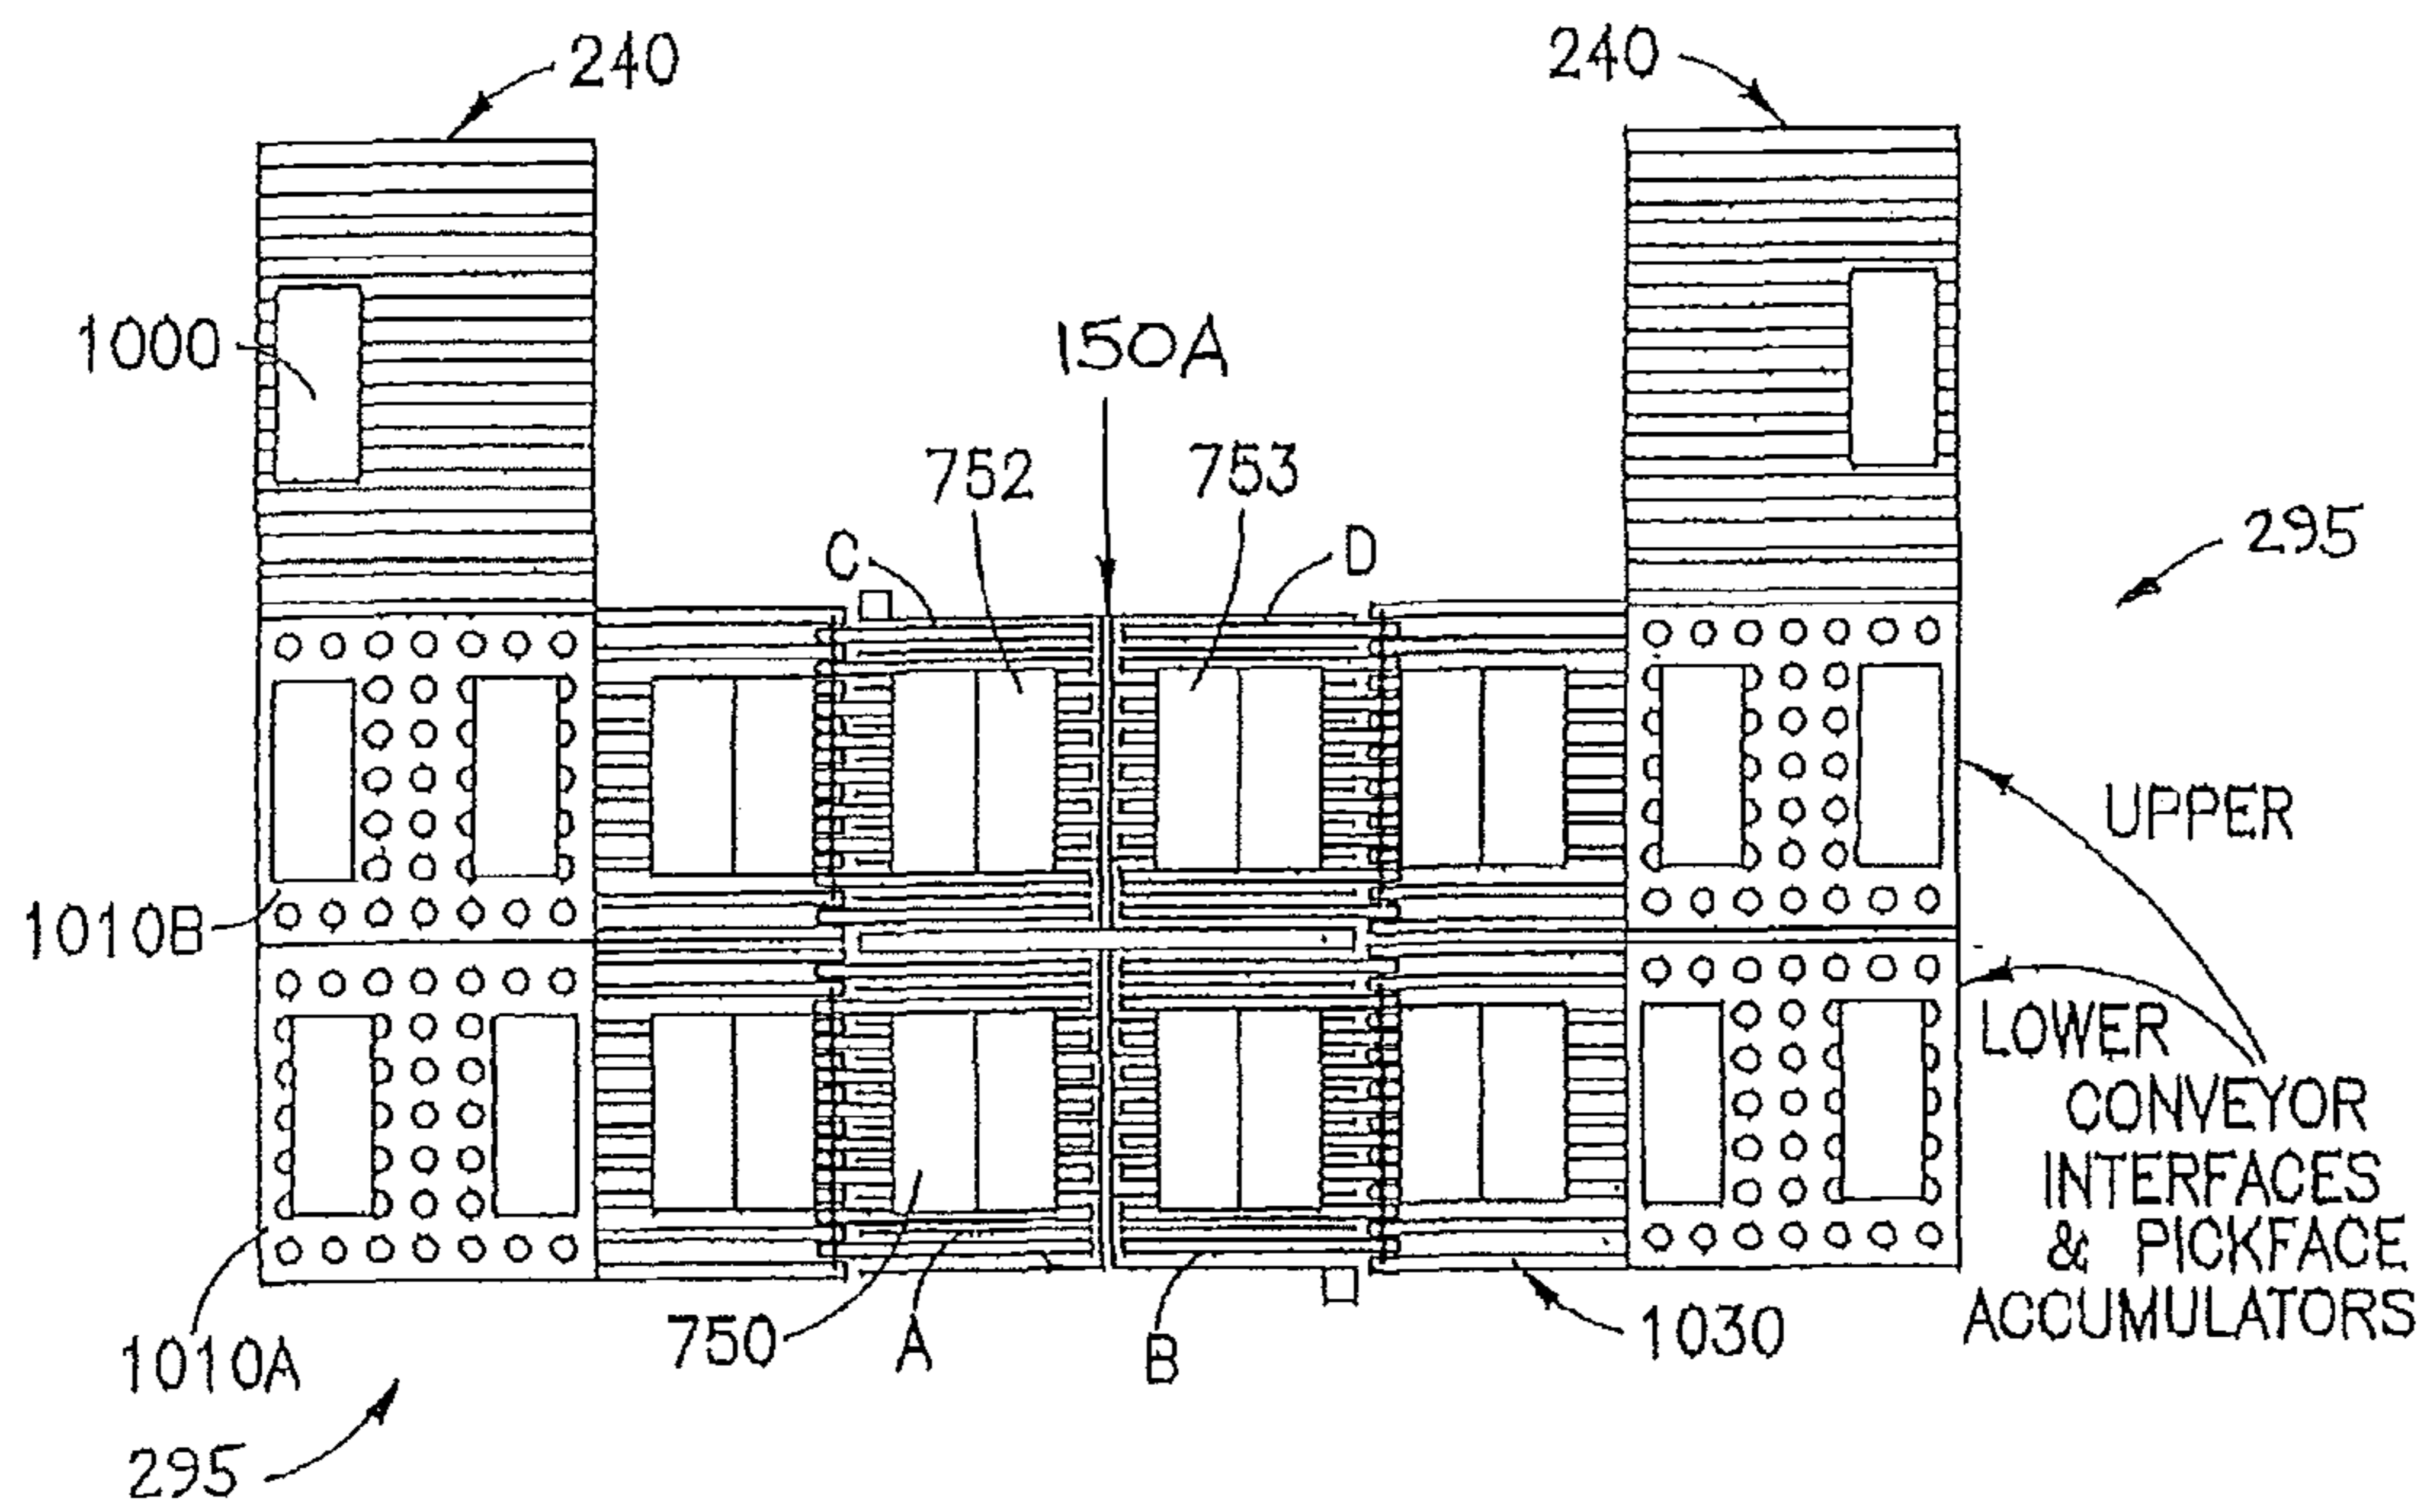 240
240
1000
150A
752
753
295
C
D
UPPER
1010B
LOWER
CONVEYOR
INTERFACES
& PICKFACE
ACCUMULATORS
750
A
B
1030
1010A
295